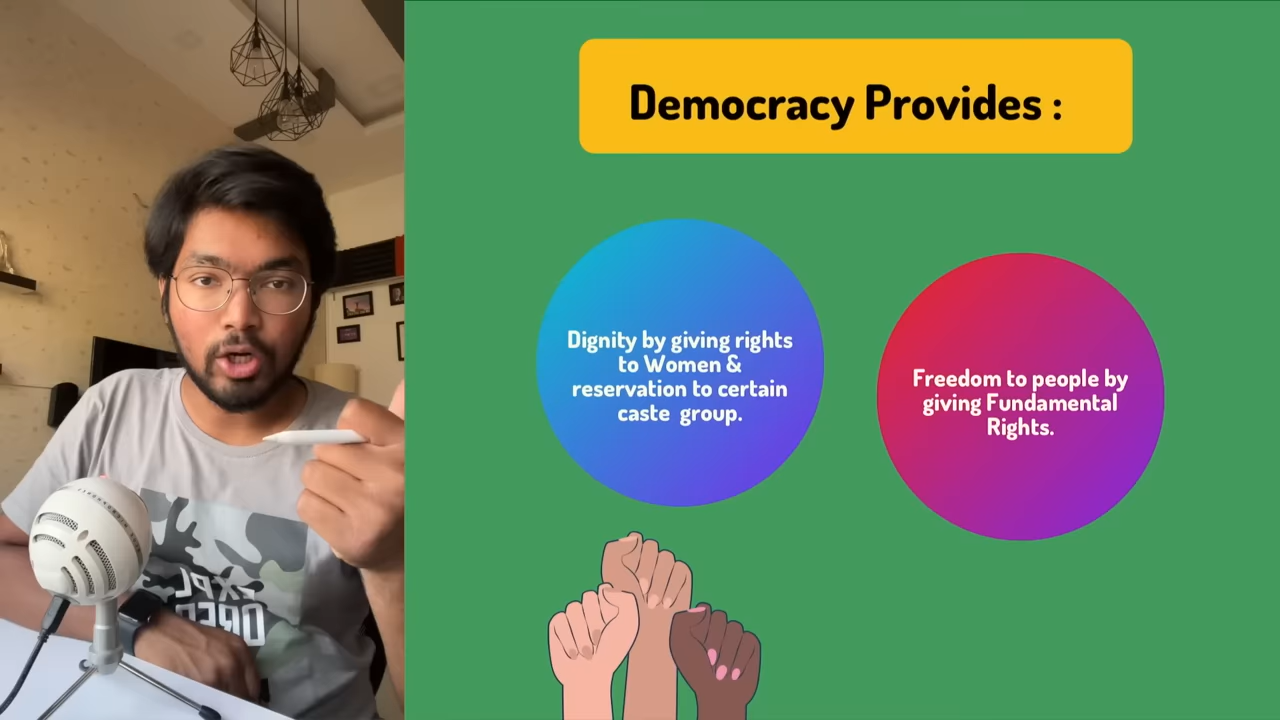 Democracy Provides :
Dignity by giving rights
to Women &
reservation to certain
caste group.
Freedom to people by
giving Fundamental
Rights.